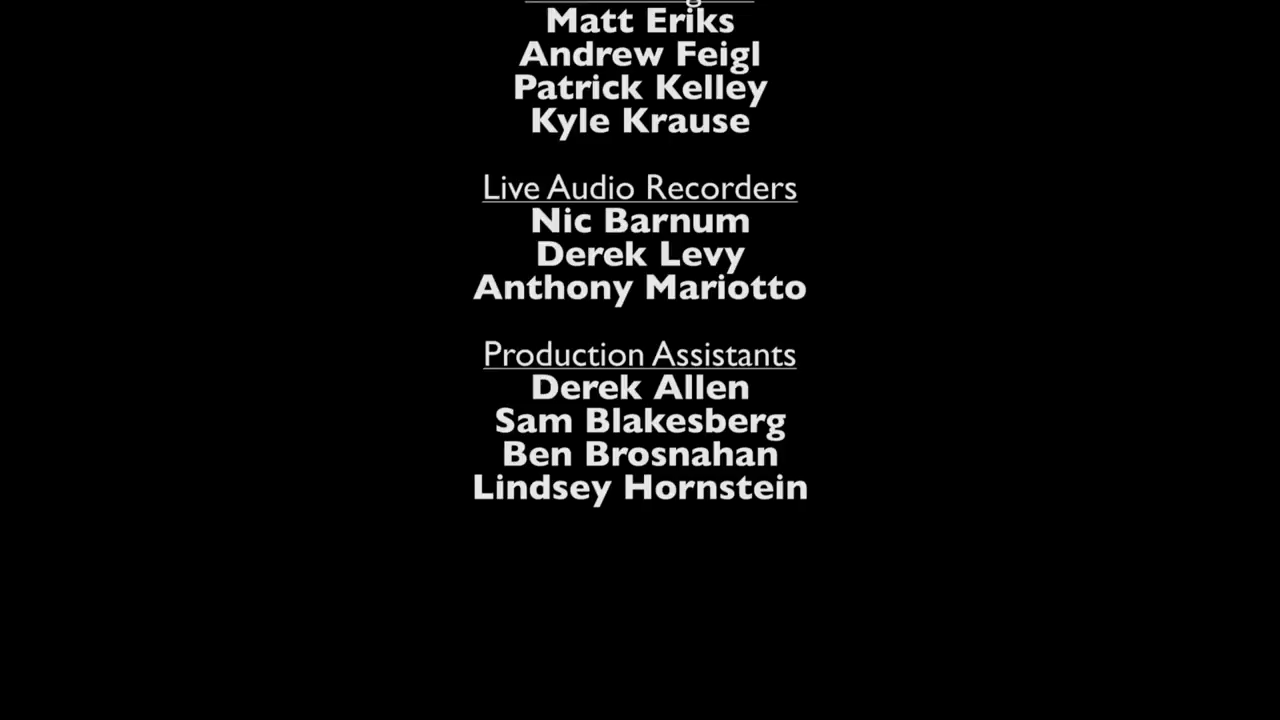 Matt Eriks
Andrew Feigl
Patrick Kelley
Kyle Krause
Live Audio Recorders
Nic Barnum
Derek Levy
Anthony Mariotto
Production Assistants
Derek Allen
Sam Blakesberg
Ben Brosnahan
Lindsey Hornstein